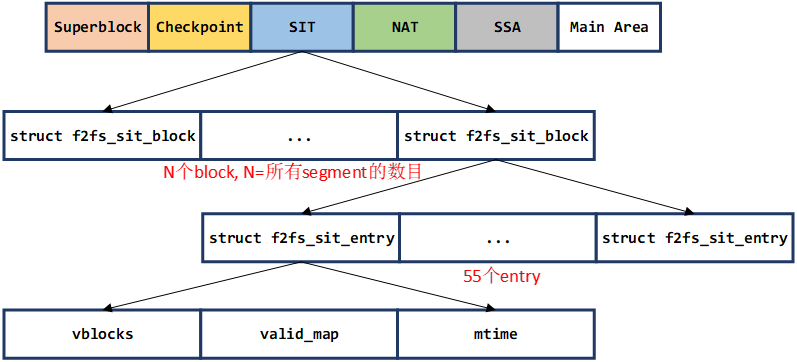 Superblock Checkpoint SIT NAT SSA Main Area
struct f2fs_sit_block ... struct f2fs_sit_block
N个block, N=所有segment的数目
struct f2fs_sit_entry ... struct f2fs_sit_entry
55个entry
vblocks valid_map mtime